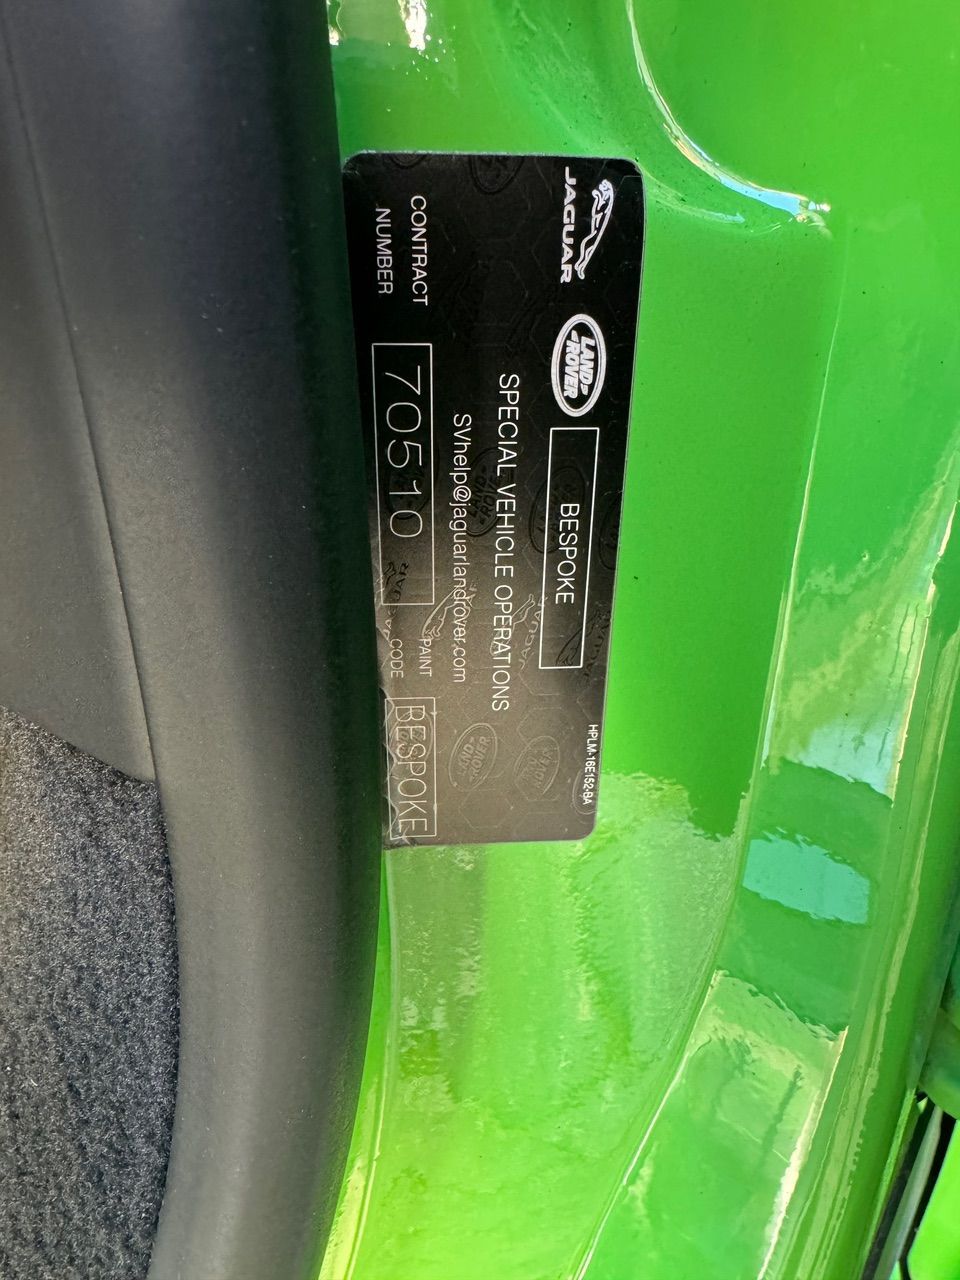 JAGUAR
LAND ROVER
BESPOKE
HPLM-16E152-BA
SPECIAL VEHICLE OPERATIONS
SVhelp@jaguarlandrover.com
CONTRACT
NUMBER
70510
PAINT
CODE
BESPOKE